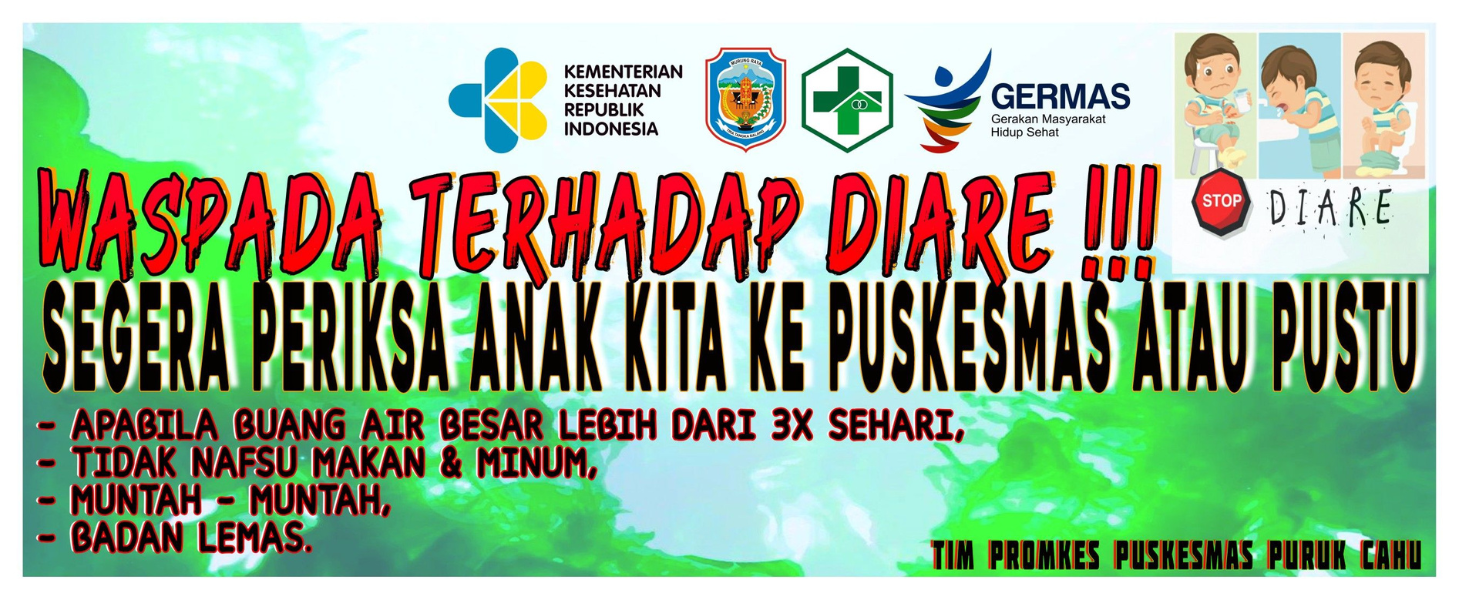 KEMENTERIAN
KESEHATAN
REPUBLIK
INDONESIA
MURUNG RAYA
GERMAS
Gerakan Masyarakat
Hidup Sehat
STOP
DIARE
WASPADA TERHADAP DIARE !!!
SEGERA PERIKSA ANAK KITA KE PUSKESMAS ATAU PUSTU
- APABILA BUANG AIR BESAR LEBIH DARI 3X SEHARI,
- TIDAK NAFSU MAKAN & MINUM,
- MUNTAH - MUNTAH,
- BADAN LEMAS.
TIM PROMKES PUSKESMAS PURUK CAHU